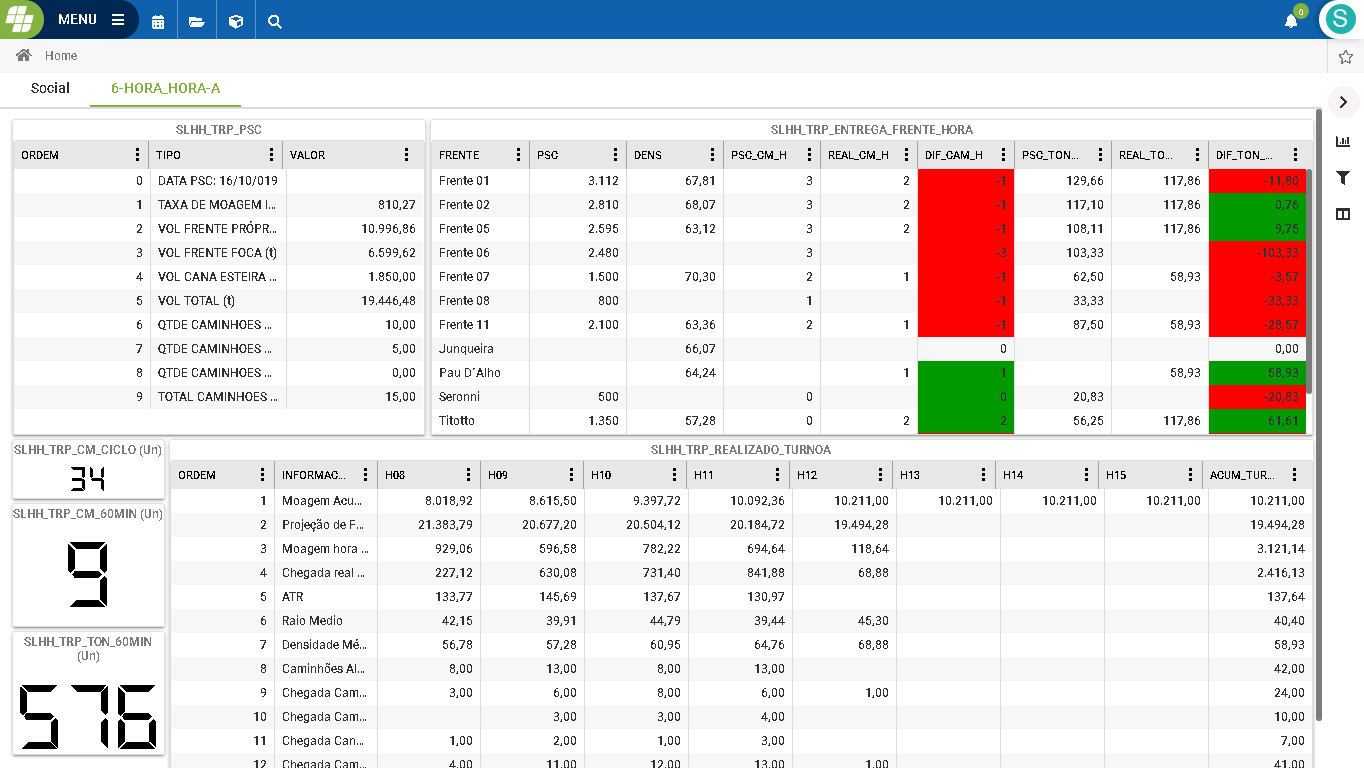 MENU
0
S
Home
Social 6-HORA_HORA-A
SLHH_TRP_PSC
ORDEM TIPO VALOR
0 DATA PSC: 16/10/019
1 TAXA DE MOAGEM I... 810,27
2 VOL FRENTE PRÓPR... 10.996,86
3 VOL FRENTE FOCA (t) 6.599,62
4 VOL CANA ESTEIRA ... 1.850,00
5 VOL TOTAL (t) 19.446,48
6 QTDE CAMINHOES ... 10,00
7 QTDE CAMINHOES ... 5,00
8 QTDE CAMINHOES ... 0,00
9 TOTAL CAMINHOES ... 15,00
SLHH_TRP_ENTREGA_FRENTE_HORA
FRENTE PSC DENS PSC_CM_H REAL_CM_H DIF_CAM_H PSC_TON... REAL_TO... DIF_TON_...
Frente 01 3.112 67,81 3 2 -1 129,66 117,86 -11,80
Frente 02 2.810 68,07 3 2 -1 117,10 117,86 0,76
Frente 05 2.595 63,12 3 2 -1 108,11 117,86 9,75
Frente 06 2.480 3 -3 103,33 -103,33
Frente 07 1.500 70,30 2 1 -1 62,50 58,93 -3,57
Frente 08 800 1 -1 33,33 -33,33
Frente 11 2.100 63,36 2 1 -1 87,50 58,93 -28,57
Junqueira 66,07 0 0,00
Pau D´Alho 64,24 1 1 58,93 58,93
Seronni 500 0 0 20,83 -20,83
Titotto 1.350 57,28 0 2 2 56,25 117,86 61,61
SLHH_TRP_CM_CICLO (Un)
34
SLHH_TRP_CM_60MIN (Un)
9
SLHH_TRP_TON_60MIN
(Un)
576
SLHH_TRP_REALIZADO_TURNOA
ORDEM INFORMAC... H08 H09 H10 H11 H12 H13 H14 H15 ACUM_TUR...
1 Moagem Acu... 8.018,92 8.615,50 9.397,72 10.092,36 10.211,00 10.211,00 10.211,00 10.211,00 10.211,00
2 Projeção de F... 21.383,79 20.677,20 20.504,12 20.184,72 19.494,28 19.494,28
3 Moagem hora ... 929,06 596,58 782,22 694,64 118,64 3.121,14
4 Chegada real ... 227,12 630,08 731,40 841,88 68,88 2.416,13
5 ATR 133,77 145,69 137,67 130,97 137,64
6 Raio Medio 42,15 39,91 44,79 39,44 45,30 40,40
7 Densidade Mé... 56,78 57,28 60,95 64,76 68,88 58,93
8 Caminhões Al... 8,00 13,00 8,00 13,00 42,00
9 Chegada Cam... 3,00 6,00 8,00 6,00 1,00 24,00
10 Chegada Cam... 3,00 3,00 4,00 10,00
11 Chegada Can... 1,00 2,00 1,00 3,00 7,00
12 Chegada Cam... 4,00 11,00 12,00 13,00 1,00 41,00